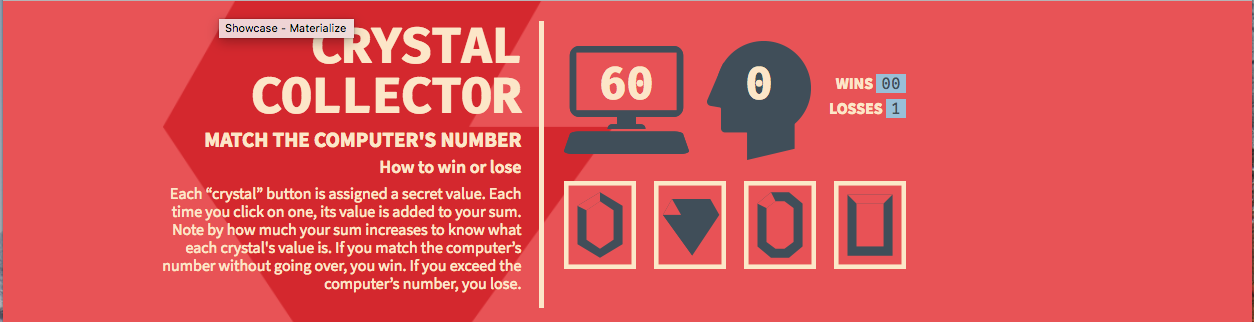 Showcase - Materialize
CRYSTAL
COLLECTOR
MATCH THE COMPUTER'S NUMBER
How to win or lose
Each “crystal” button is assigned a secret value. Each
time you click on one, its value is added to your sum.
Note by how much your sum increases to know what
each crystal's value is. If you match the computer’s
number without going over, you win. If you exceed the
computer’s number, you lose.
60
0
WINS 00
LOSSES 1